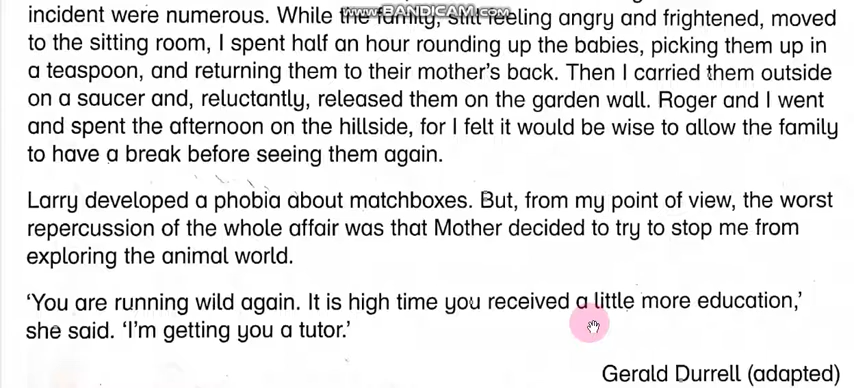 incident were numerous. While the family, still feeling angry and frightened, moved
to the sitting room, I spent half an hour rounding up the babies, picking them up in
a teaspoon, and returning them to their mother's back. Then I carried them outside
on a saucer and, reluctantly, released them on the garden wall. Roger and I went
and spent the afternoon on the hillside, for I felt it would be wise to allow the family
to have a break before seeing them again.
Larry developed a phobia about matchboxes. But, from my point of view, the worst
repercussion of the whole affair was that Mother decided to try to stop me from
exploring the animal world.
'You are running wild again. It is high time you received a little more education,'
she said. 'I'm getting you a tutor.'
Gerald Durrell (adapted)
www.BANDICAM.com